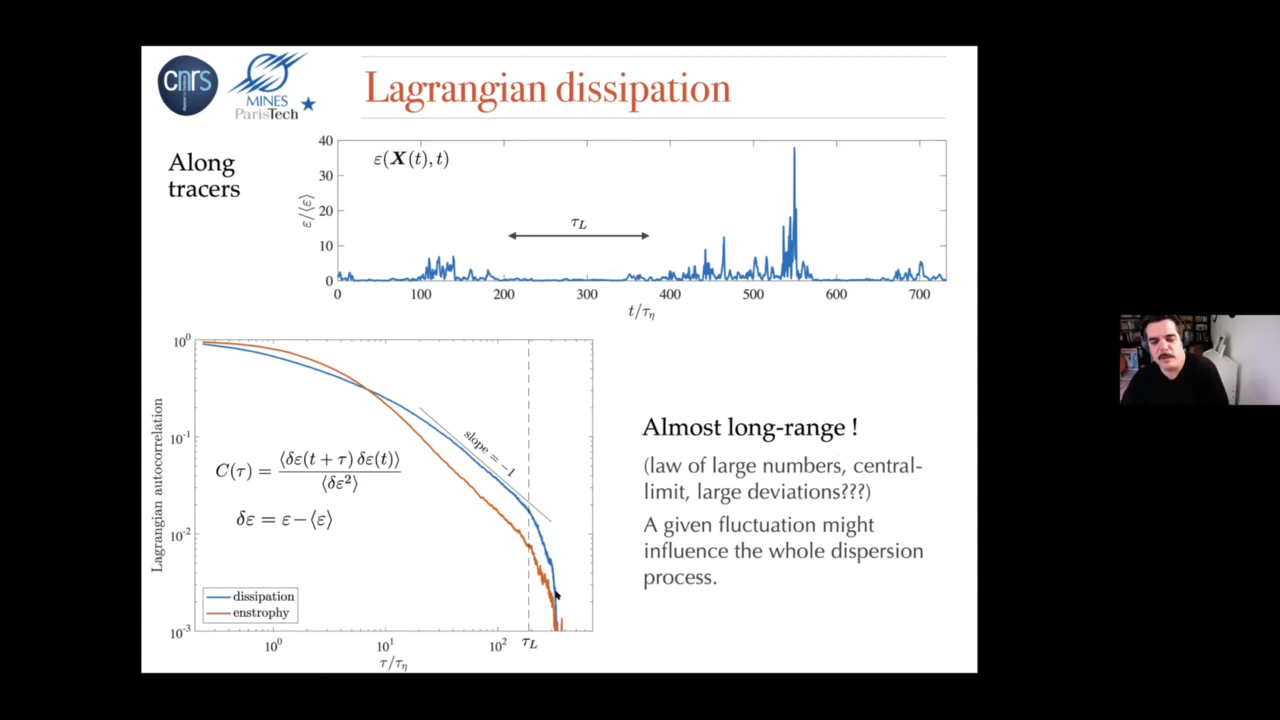 cnrs
MINES
ParisTech
Lagrangian dissipation
Along
tracers
ε(X(t), t)
ε/⟨ε⟩
40
30
20
10
0
τ_L
0 100 200 300 400 500 600 700
t/τ_η
Lagrangian autocorrelation
10^0
10^-1
10^-2
10^-3
slope = −1
C(τ) = ⟨δε(t + τ) δε(t)⟩ / ⟨δε²⟩
δε = ε−⟨ε⟩
dissipation
enstrophy
10^0 10^1 10^2 τ_L
τ/τ_η
Almost long-range !
(law of large numbers, central-
limit, large deviations???)
A given fluctuation might
influence the whole dispersion
process.